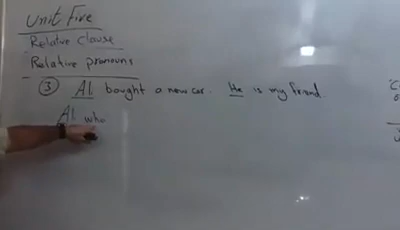 Unit Five
Relative Clause
Relative pronouns
③ Ali bought a new car. He is my friend.
Ali who